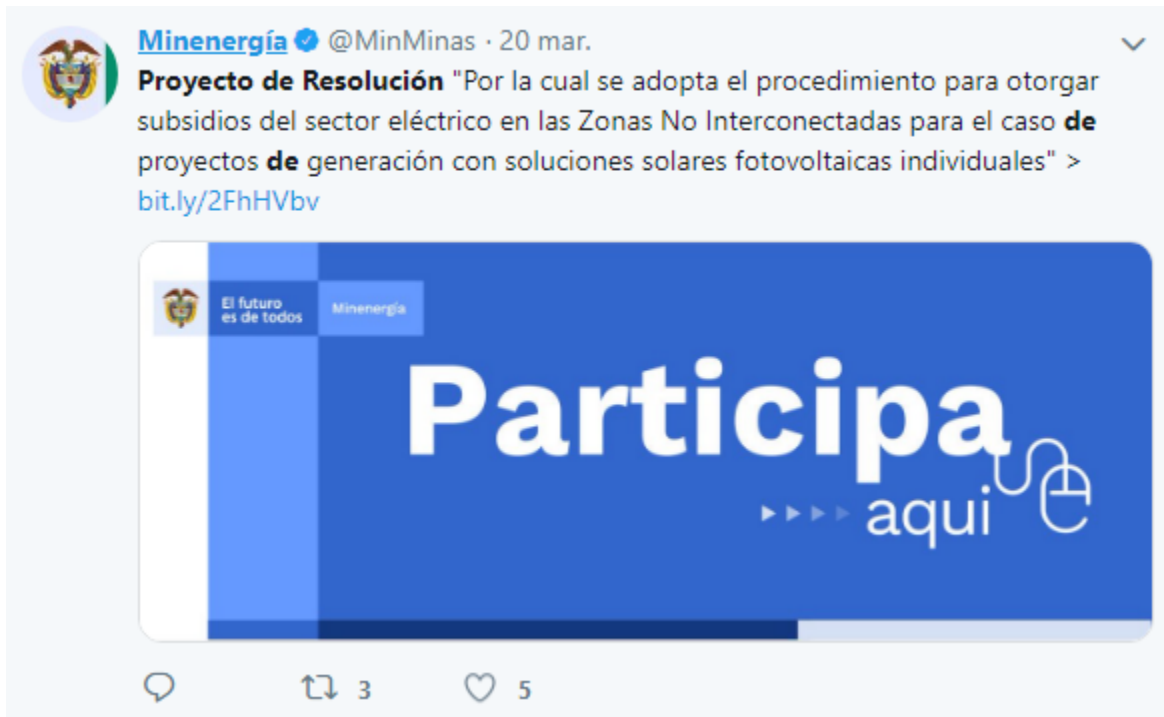 Minenergía @MinMinas · 20 mar.
Proyecto de Resolución "Por la cual se adopta el procedimiento para otorgar
subsidios del sector eléctrico en las Zonas No Interconectadas para el caso de
proyectos de generación con soluciones solares fotovoltaicas individuales" >
bit.ly/2FhHVbv
El futuro
es de todos
Minenergía
Participa
aqui
3
5